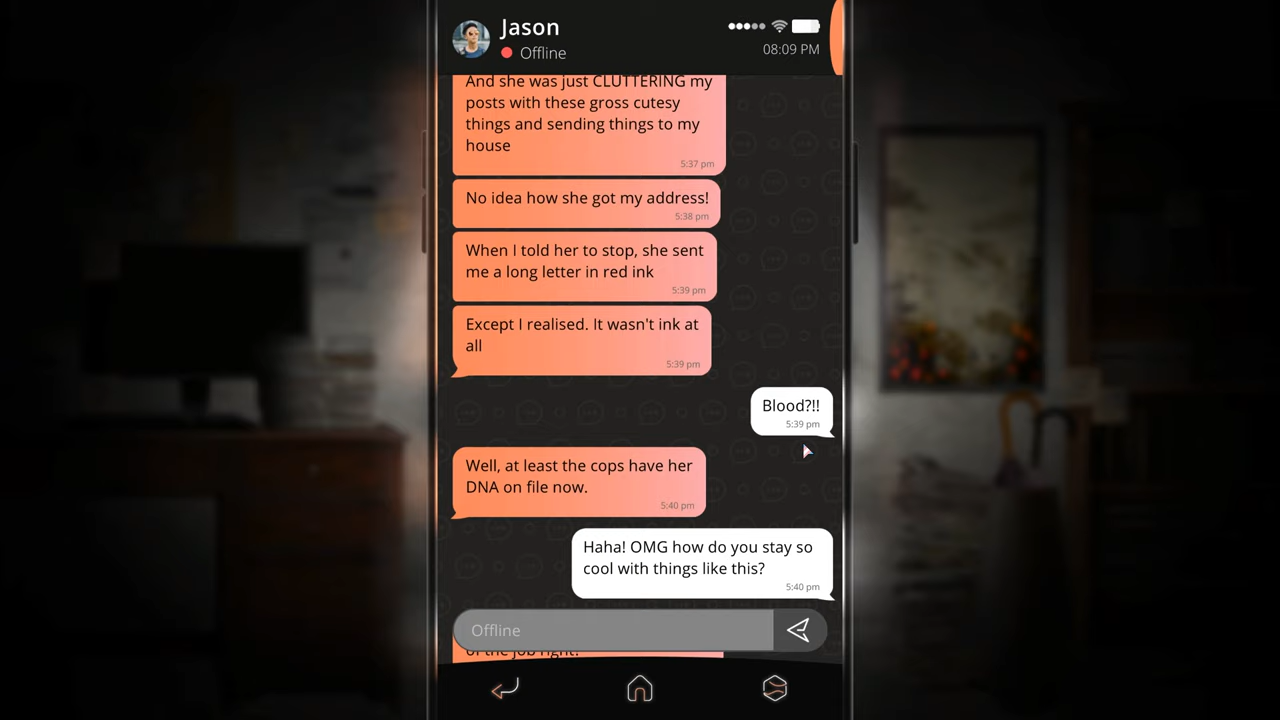 Jason
Offline
08:09 PM
And she was just CLUTTERING my
posts with these gross cutesy
things and sending things to my
house
5:37 pm
No idea how she got my address!
5:38 pm
When I told her to stop, she sent
me a long letter in red ink
5:39 pm
Except I realised. It wasn't ink at
all
5:39 pm
Blood?!!
5:39 pm
Well, at least the cops have her
DNA on file now.
5:40 pm
Haha! OMG how do you stay so
cool with things like this?
5:40 pm
Offline
of the job right?